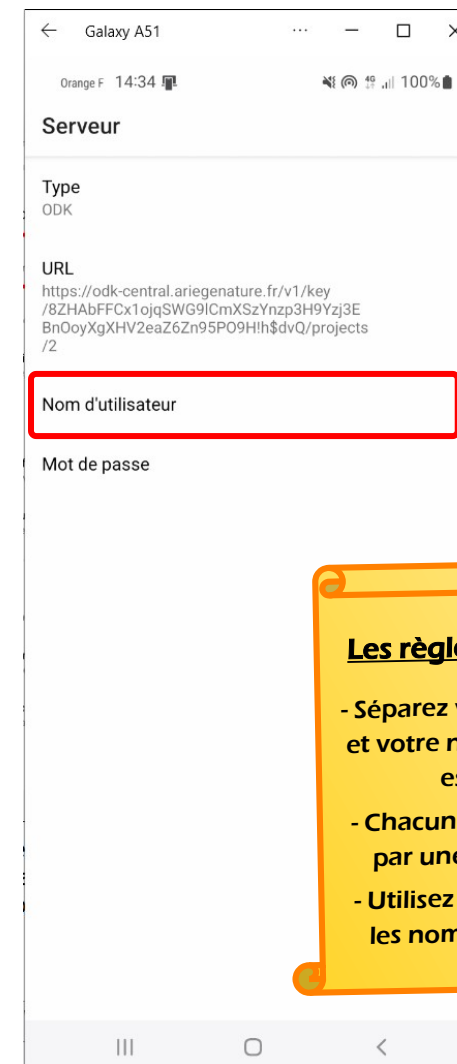 Galaxy A51
Orange F 14:34 100%
Serveur
Type
ODK
URL
https://odk-central.ariegenature.fr/v1/key
/8ZHAbFFCx1ojqSWG9lCmXSzYnzp3H9Yzj3E
BnOoyXgXHV2eaZ6Zn95PO9H!h$dvQ/projects
/2
Nom d'utilisateur
Mot de passe
Les règl
- Séparez
et votre
- Chacun
par une
- Utilisez
les nom